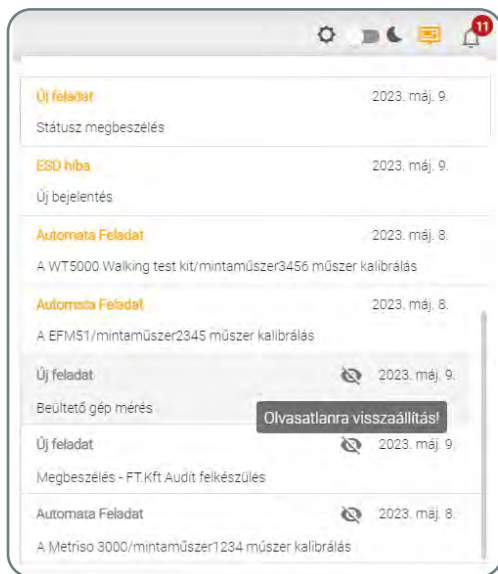 11
Új feladat 2023. máj. 9.
Státusz megbeszélés
ESD hiba 2023. máj. 9.
Új bejelentés
Automata Feladat 2023. máj. 8.
A WT5000 Walking test kit/mintaműszer3456 műszer kalibrálás
Automata Feladat 2023. máj. 8.
A EFM51/mintaműszer2345 műszer kalibrálás
Új feladat 2023. máj. 9.
Beültető gép mérés
Olvasatlanra visszaállítás!
Új feladat 2023. máj. 9.
Megbeszélés - FT.Kft Audit felkészülés
Automata Feladat 2023. máj. 8.
A Metriso 3000/mintaműszer1234 műszer kalibrálás